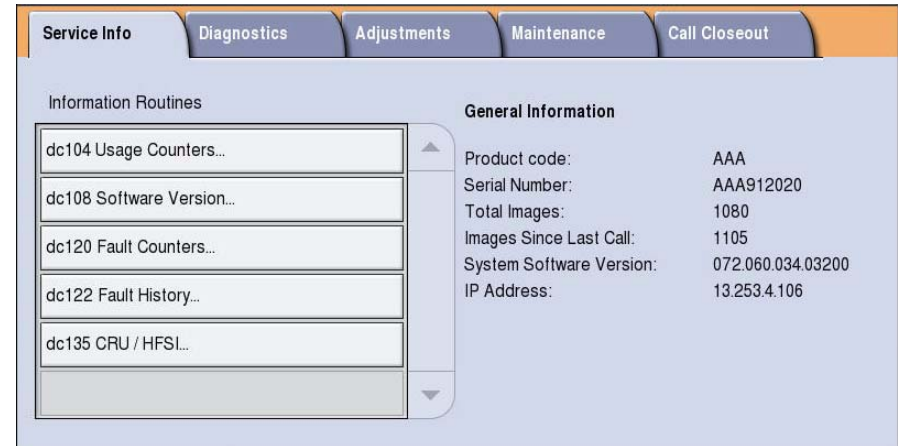 Service Info Diagnostics Adjustments Maintenance Call Closeout
Information Routines
dc104 Usage Counters...
dc108 Software Version...
dc120 Fault Counters...
dc122 Fault History...
dc135 CRU / HFSI...
General Information
Product code: AAA
Serial Number: AAA912020
Total Images: 1080
Images Since Last Call: 1105
System Software Version: 072.060.034.03200
IP Address: 13.253.4.106